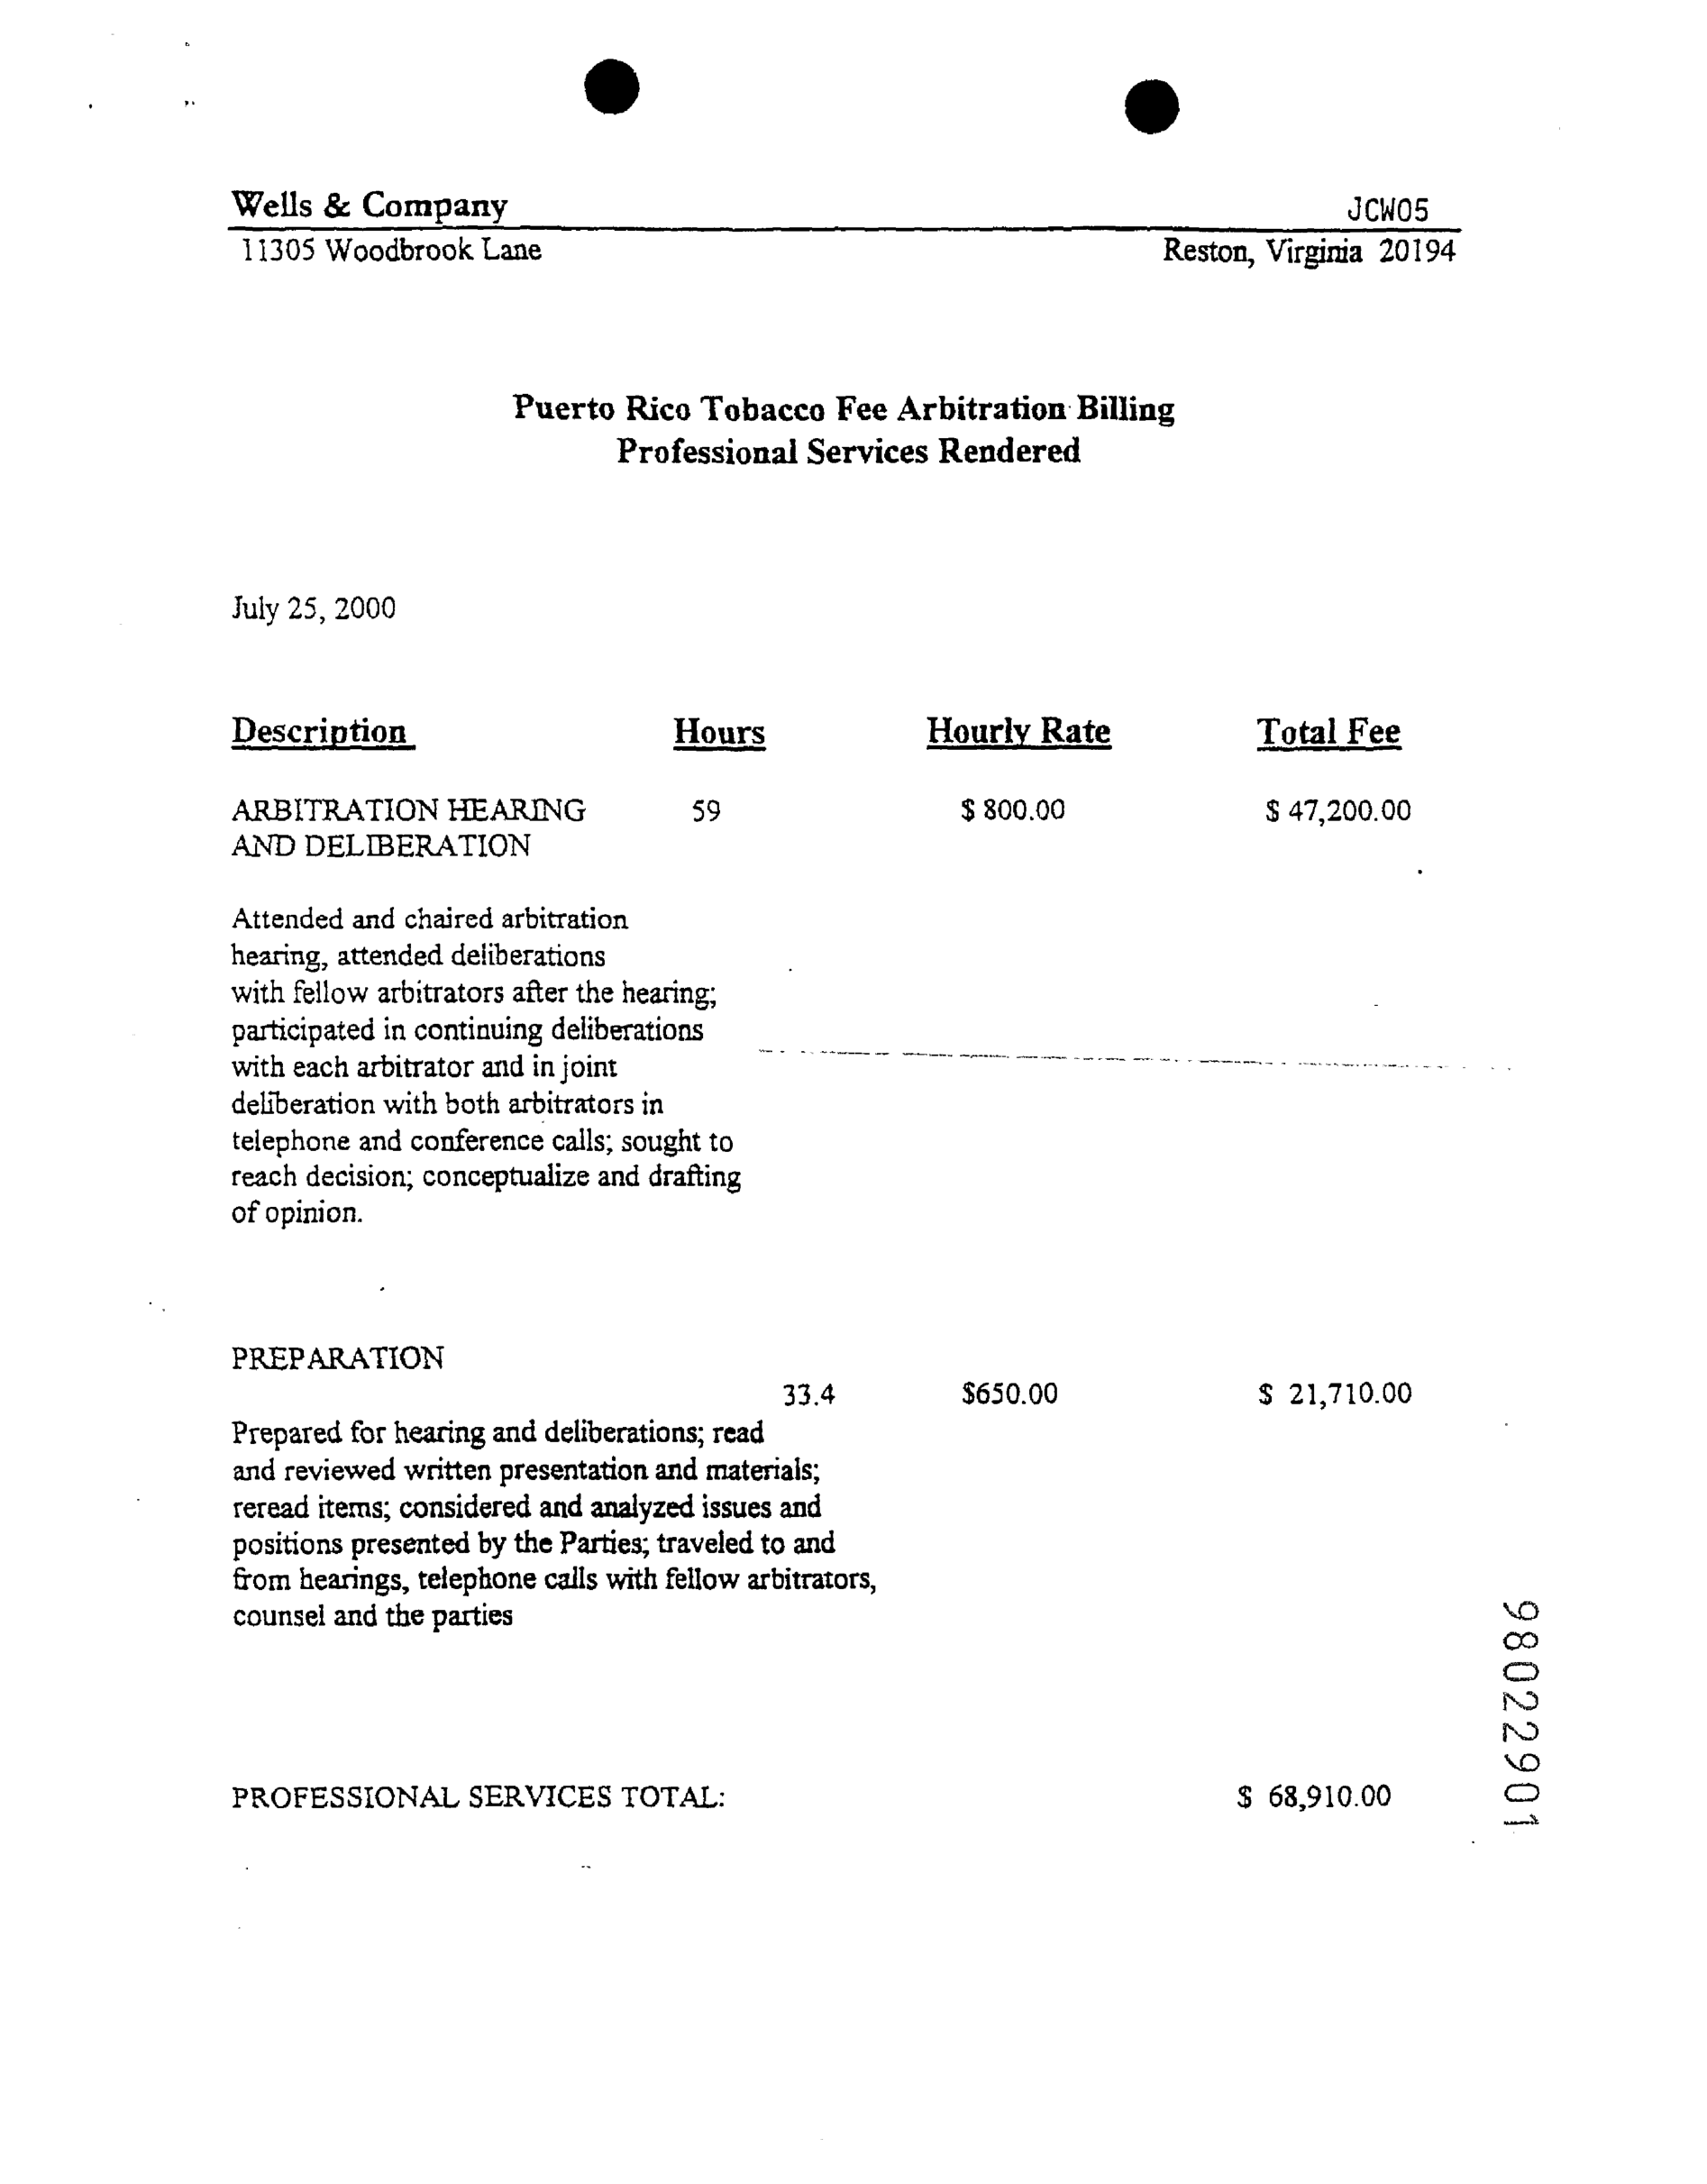 Wells & Company JCW05
11305 Woodbrook Lane Reston, Virginia 20194
Puerto Rico Tobacco Fee Arbitration Billing
Professional Services Rendered
July 25, 2000
Description Hours Hourly Rate Total Fee
ARBITRATION HEARING 59 $ 800.00 $ 47,200.00
AND DELIBERATION
Attended and chaired arbitration
hearing, attended deliberations
with fellow arbitrators after the hearing;
participated in continuing deliberations
with each arbitrator and in joint
deliberation with both arbitrators in
telephone and conference calls; sought to
reach decision; conceptualize and drafting
of opinion.
PREPARATION
33.4 $650.00 $ 21,710.00
Prepared for hearing and deliberations; read
and reviewed written presentation and materials;
reread items; considered and analyzed issues and
positions presented by the Parties; traveled to and
from hearings, telephone calls with fellow arbitrators,
counsel and the parties
PROFESSIONAL SERVICES TOTAL: $ 68,910.00
98022901